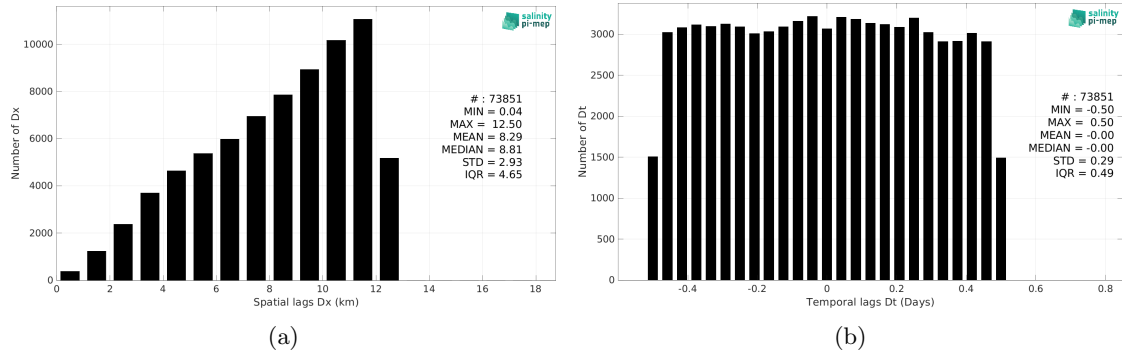 salinity
pi-mep
10000
8000
6000
4000
2000
0
Number of Dx
# : 73851
MIN = 0.04
MAX = 12.50
MEAN = 8.29
MEDIAN = 8.81
STD = 2.93
IQR = 4.65
0 2 4 6 8 10 12 14 16 18
Spatial lags Dx (km)
(a)
salinity
pi-mep
3000
2500
2000
1500
1000
500
0
Number of Dt
# : 73851
MIN = -0.50
MAX = 0.50
MEAN = -0.00
MEDIAN = -0.00
STD = 0.29
IQR = 0.49
-0.4 -0.2 0 0.2 0.4 0.6 0.8
Temporal lags Dt (Days)
(b)